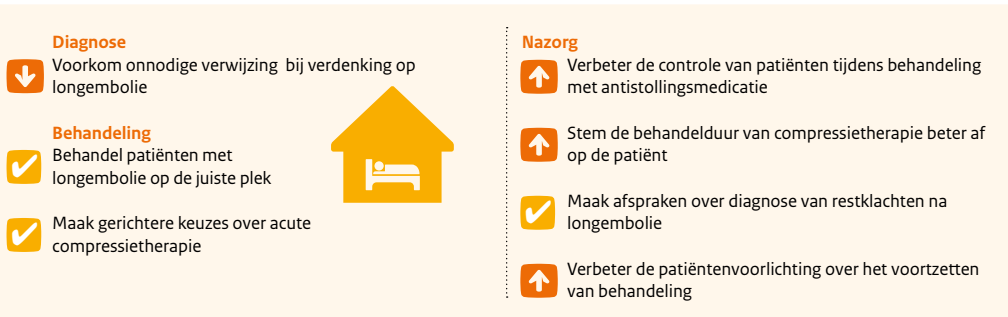 Diagnose
Voorkom onnodige verwijzing bij verdenking op
longembolie
Behandeling
Behandel patiënten met
longembolie op de juiste plek
Maak gerichtere keuzes over acute
compressietherapie
Nazorg
Verbeter de controle van patiënten tijdens behandeling
met antistollingsmedicatie
Stem de behandelduur van compressietherapie beter af
op de patiënt
Maak afspraken over diagnose van restklachten na
longembolie
Verbeter de patiëntenvoorlichting over het voortzetten
van behandeling